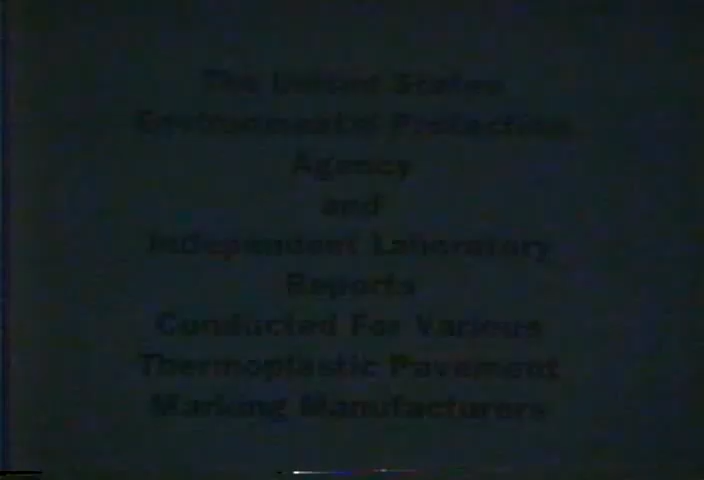 The United States
Environmental Protection
Agency
and
Independent Laboratory
Reports
Conducted For Various
Thermoplastic Pavement
Marking Manufacturers